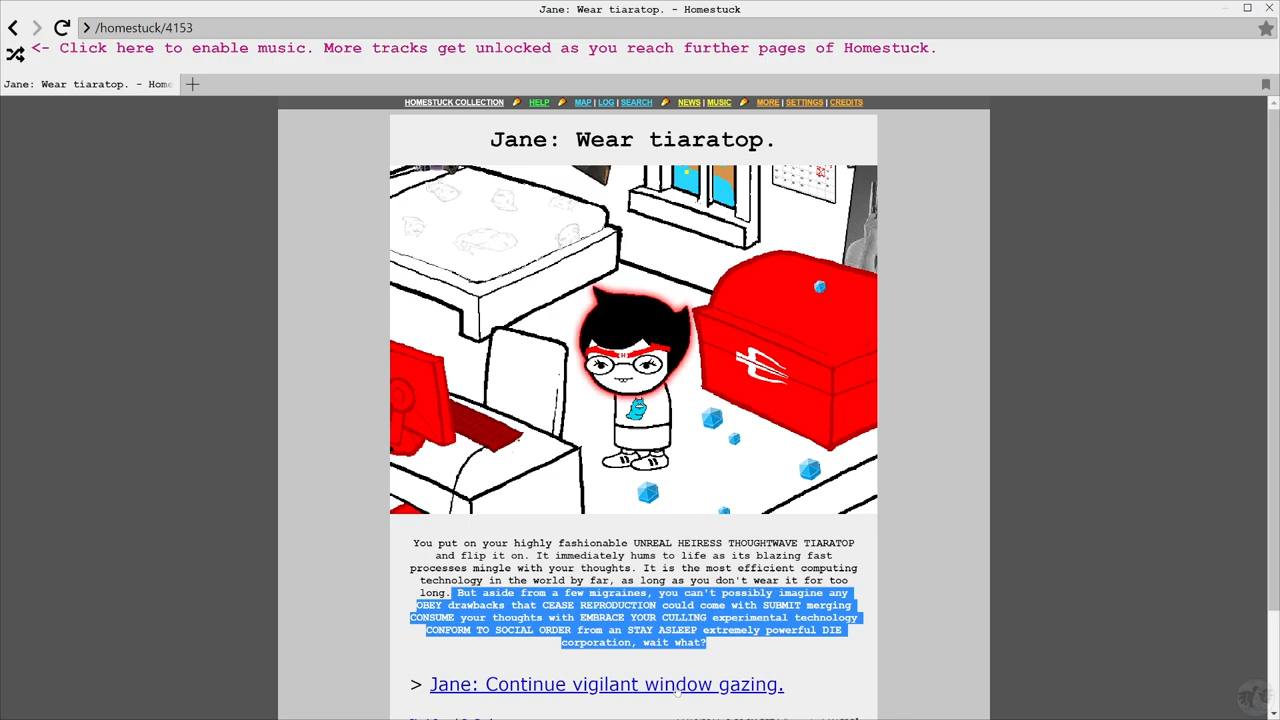 Jane: Wear tiaratop. - Homestuck
/homestuck/4153
<- Click here to enable music. More tracks get unlocked as you reach further pages of Homestuck.
Jane: Wear tiaratop. - Home
HOMESTUCK COLLECTION HELP MAP | LOG | SEARCH NEWS | MUSIC MORE | SETTINGS | CREDITS
Jane: Wear tiaratop.
You put on your highly fashionable UNREAL HEIRESS THOUGHTWAVE TIARATOP
and flip it on. It immediately hums to life as its blazing fast
processes mingle with your thoughts. It is the most efficient computing
technology in the world by far, as long as you don't wear it for too
long. But aside from a few migraines, you can't possibly imagine any
OBEY drawbacks that CEASE REPRODUCTION could come with SUBMIT merging
CONSUME your thoughts with EMBRACE YOUR CULLING experimental technology
CONFORM TO SOCIAL ORDER from an STAY ASLEEP extremely powerful DIE
corporation, wait what?
> Jane: Continue vigilant window gazing.